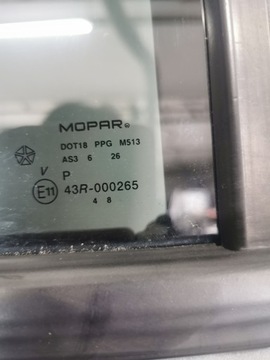 MOPAR®
DOT18 PPG M513
AS3 6 26
V P
E11 43R-000265
4 8